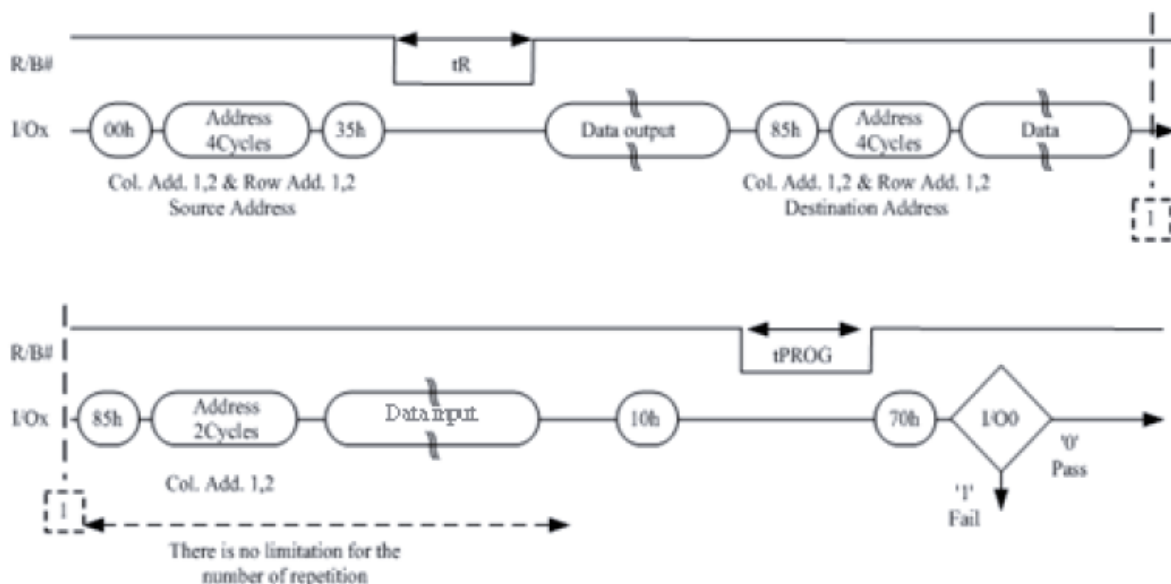 R/B#
tR
I/Ox
00h
Address
4Cycles
35h
Data output
85h
Address
4Cycles
Data
Col. Add. 1,2 & Row Add. 1,2
Source Address
Col. Add. 1,2 & Row Add. 1,2
Destination Address
1
R/B#
tPROG
I/Ox
85h
Address
2Cycles
Data input
10h
70h
I/O0
'0'
Pass
'1'
Fail
Col. Add. 1,2
1
There is no limitation for the
number of repetition